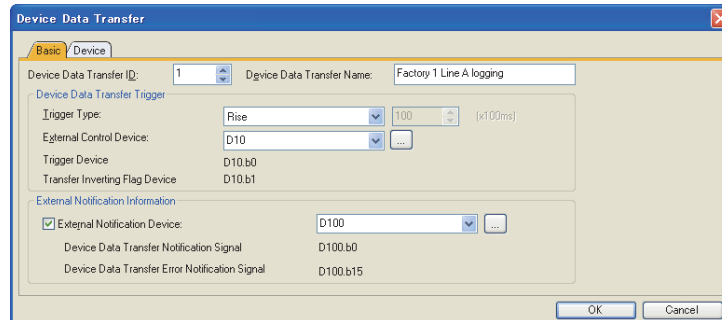 Device Data Transfer
Basic Device
Device Data Transfer ID: 1 Device Data Transfer Name: Factory 1 Line A logging
Device Data Transfer Trigger
Trigger Type: Rise 100 (x100ms)
External Control Device: D10 ...
Trigger Device D10.b0
Transfer Inverting Flag Device D10.b1
External Notification Information
External Notification Device: D100 ...
Device Data Transfer Notification Signal D100.b0
Device Data Transfer Error Notification Signal D100.b15
OK Cancel